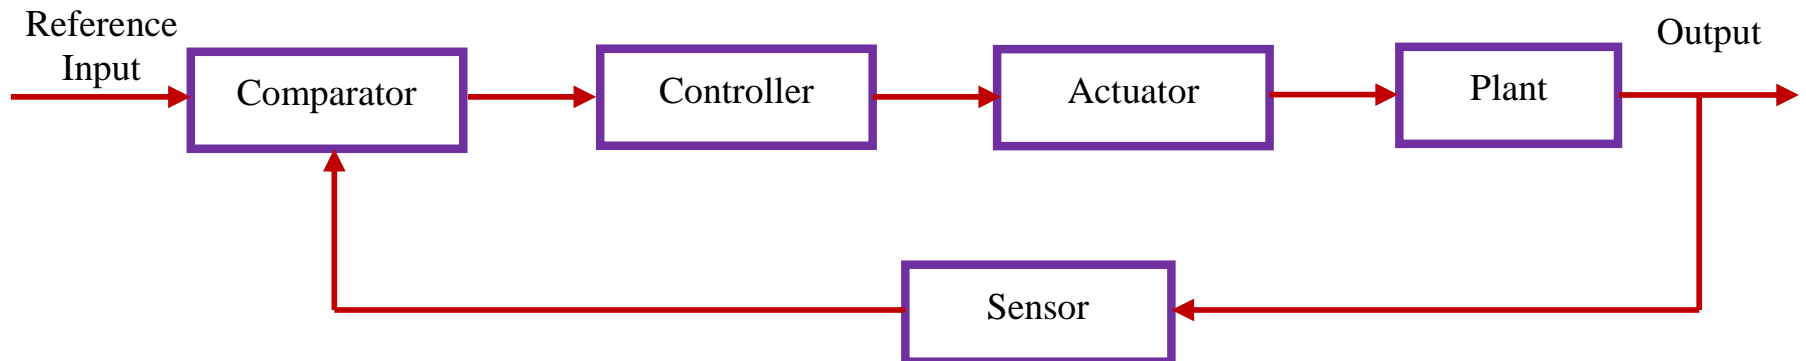 Reference
Input
Comparator
Controller
Actuator
Plant
Output
Sensor